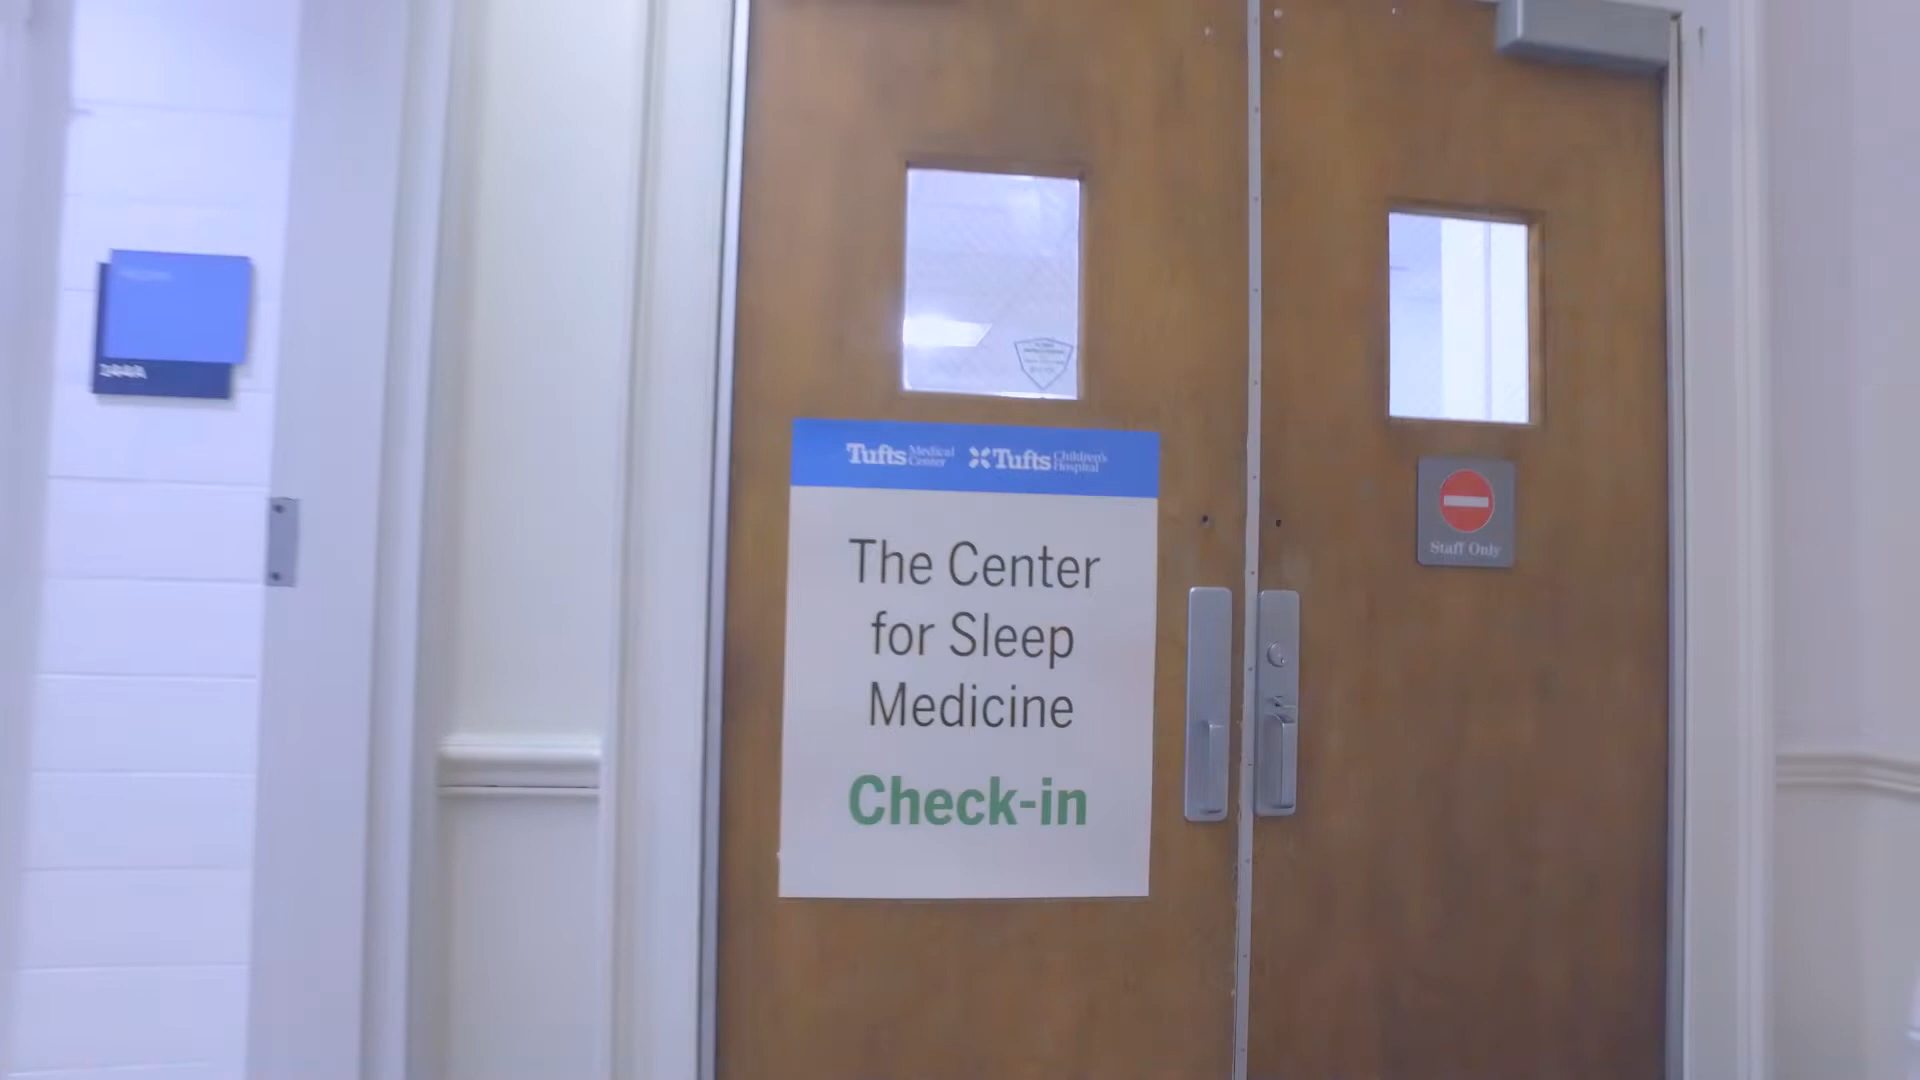 Tufts Medical Center Tufts Children's Hospital
The Center
for Sleep
Medicine
Check-in
Staff Only